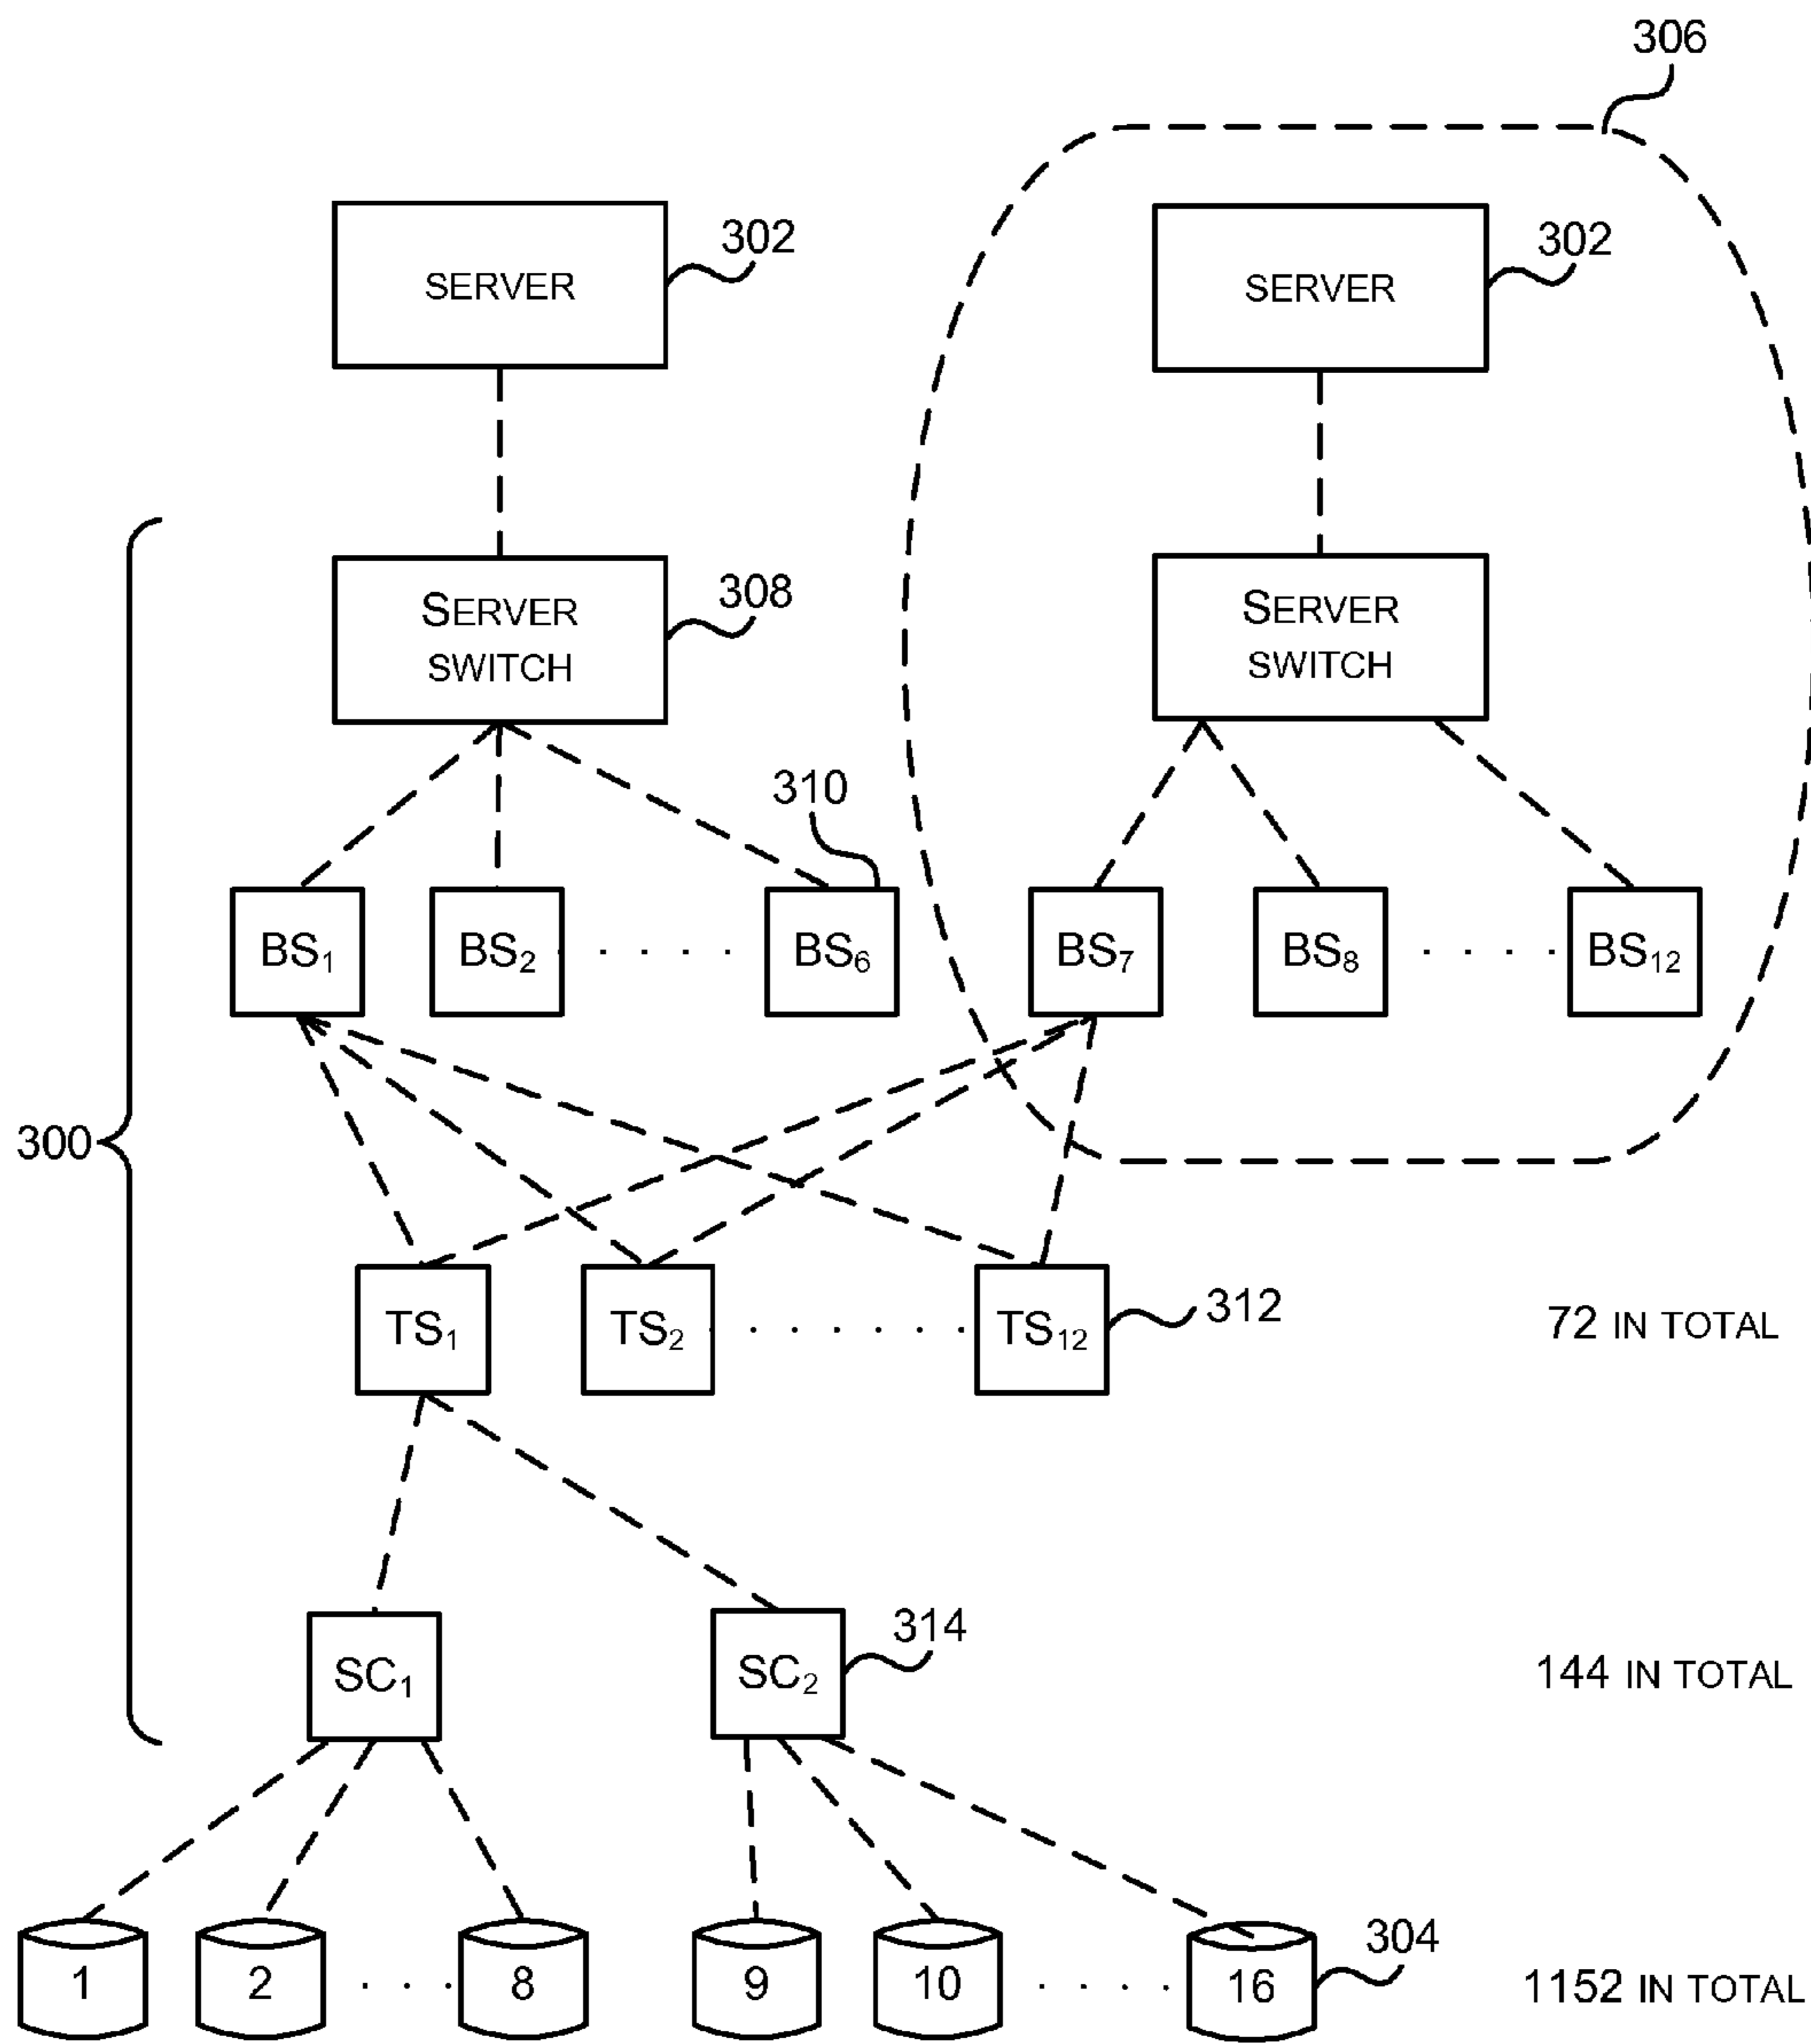 306
302
302
SERVER
SERVER
308
SERVER
SWITCH
SERVER
SWITCH
310
BS1
BS2
. . . .
BS6
BS7
BS8
. . . .
BS12
300
TS1
TS2
. . . . . . .
TS12
312
72 IN TOTAL
SC1
SC2
314
144 IN TOTAL
1
2
. . . .
8
9
10
. . . .
16
304
1152 IN TOTAL